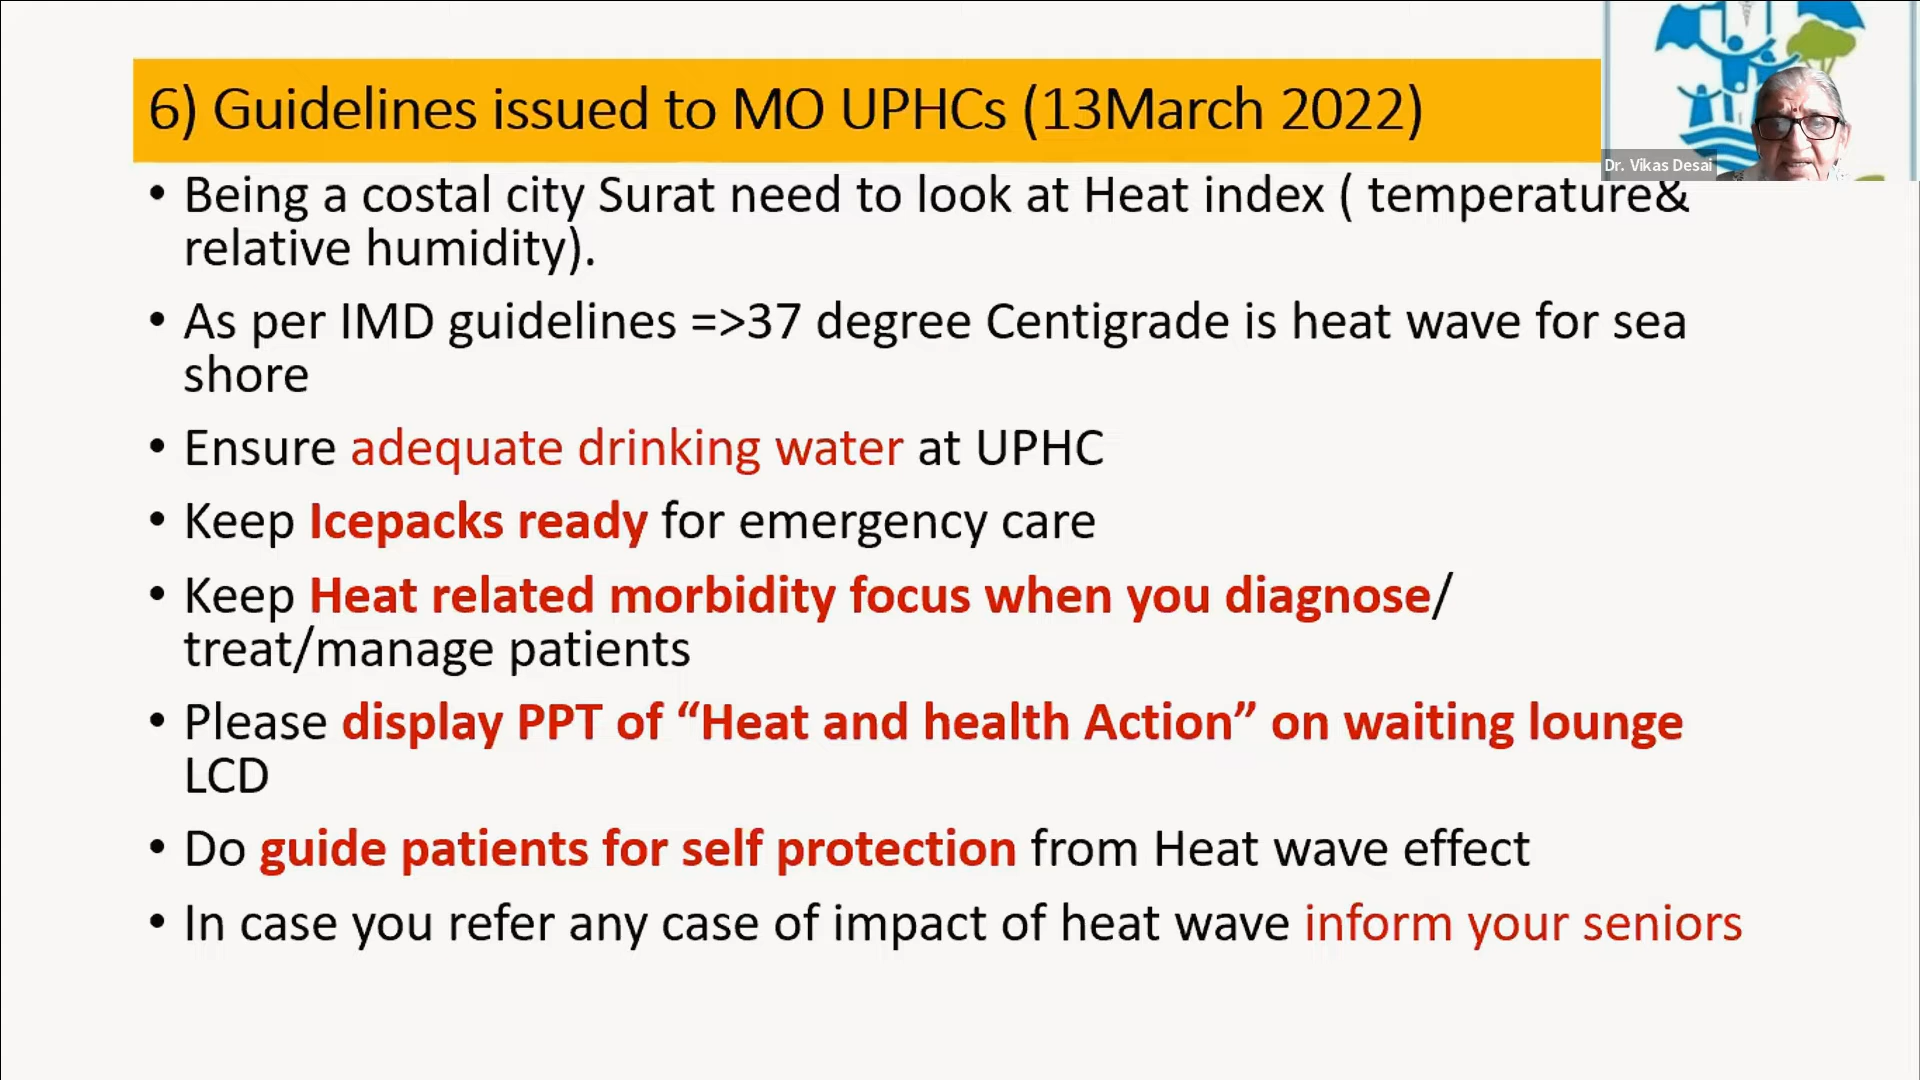 6) Guidelines issued to MO UPHCs (13March 2022)
Dr. Vikas Desai
• Being a costal city Surat need to look at Heat index ( temperature&
relative humidity).
• As per IMD guidelines =>37 degree Centigrade is heat wave for sea
shore
• Ensure adequate drinking water at UPHC
• Keep Icepacks ready for emergency care
• Keep Heat related morbidity focus when you diagnose/
treat/manage patients
• Please display PPT of “Heat and health Action” on waiting lounge
LCD
• Do guide patients for self protection from Heat wave effect
• In case you refer any case of impact of heat wave inform your seniors